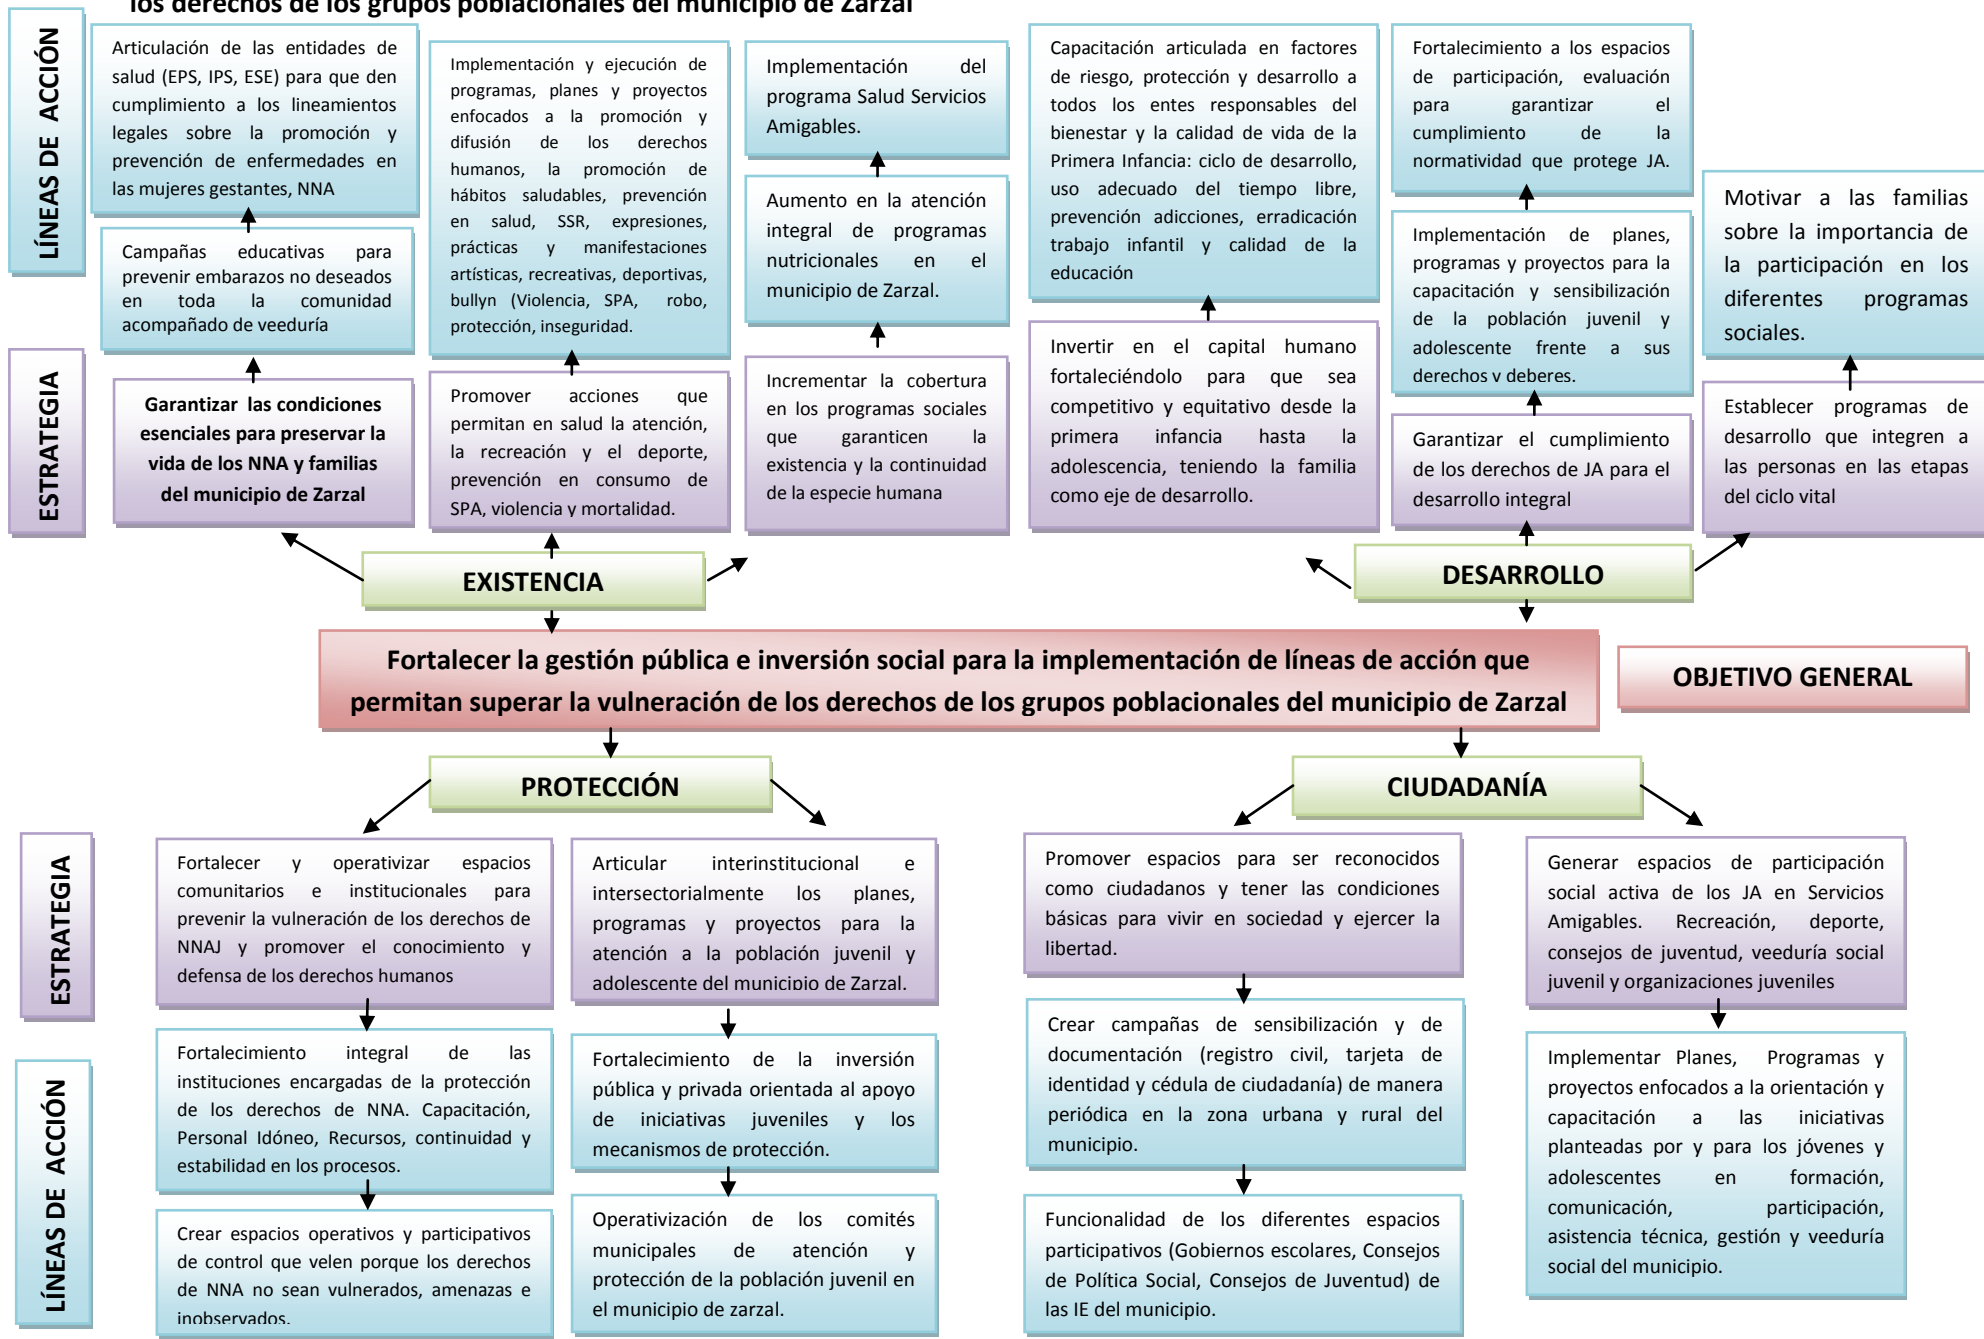 los derechos de los grupos poblacionales del municipio de Zarzal
LÍNEAS DE ACCIÓN
Articulación de las entidades de
salud (EPS, IPS, ESE) para que den
cumplimiento a los lineamientos
legales sobre la promoción y
prevención de enfermedades en
las mujeres gestantes, NNA
Campañas educativas para
prevenir embarazos no deseados
en toda la comunidad
acompañado de veeduría
Implementación y ejecución de
programas, planes y proyectos
enfocados a la promoción y
difusión de los derechos
humanos, la promoción de
hábitos saludables, prevención
en salud, SSR, expresiones,
prácticas y manifestaciones
artísticas, recreativas, deportivas,
bullyn (Violencia, SPA, robo,
protección, inseguridad.
Implementación del
programa Salud Servicios
Amigables.
Aumento en la atención
integral de programas
nutricionales en el
municipio de Zarzal.
Capacitación articulada en factores
de riesgo, protección y desarrollo a
todos los entes responsables del
bienestar y la calidad de vida de la
Primera Infancia: ciclo de desarrollo,
uso adecuado del tiempo libre,
prevención adicciones, erradicación
trabajo infantil y calidad de la
educación
Fortalecimiento a los espacios
de participación, evaluación
para garantizar el
cumplimiento de la
normatividad que protege JA.
Implementación de planes,
programas y proyectos para la
capacitación y sensibilización
de la población juvenil y
adolescente frente a sus
derechos y deberes.
Motivar a las familias
sobre la importancia de
la participación en los
diferentes programas
sociales.
ESTRATEGIA
Garantizar las condiciones
esenciales para preservar la
vida de los NNA y familias
del municipio de Zarzal
Promover acciones que
permitan en salud la atención,
la recreación y el deporte,
prevención en consumo de
SPA, violencia y mortalidad.
Incrementar la cobertura
en los programas sociales
que garanticen la
existencia y la continuidad
de la especie humana
Invertir en el capital humano
fortaleciéndolo para que sea
competitivo y equitativo desde la
primera infancia hasta la
adolescencia, teniendo la familia
como eje de desarrollo.
Garantizar el cumplimiento
de los derechos de JA para el
desarrollo integral
Establecer programas de
desarrollo que integren a
las personas en las etapas
del ciclo vital
EXISTENCIA
DESARROLLO
Fortalecer la gestión pública e inversión social para la implementación de líneas de acción que
permitan superar la vulneración de los derechos de los grupos poblacionales del municipio de Zarzal
OBJETIVO GENERAL
PROTECCIÓN
CIUDADANÍA
ESTRATEGIA
Fortalecer y operativizar espacios
comunitarios e institucionales para
prevenir la vulneración de los derechos de
NNAJ y promover el conocimiento y
defensa de los derechos humanos
Articular interinstitucional e
intersectorialmente los planes,
programas y proyectos para la
atención a la población juvenil y
adolescente del municipio de Zarzal.
Promover espacios para ser reconocidos
como ciudadanos y tener las condiciones
básicas para vivir en sociedad y ejercer la
libertad.
Generar espacios de participación
social activa de los JA en Servicios
Amigables. Recreación, deporte,
consejos de juventud, veeduría social
juvenil y organizaciones juveniles
LÍNEAS DE ACCIÓN
Fortalecimiento integral de las
instituciones encargadas de la protección
de los derechos de NNA. Capacitación,
Personal Idóneo, Recursos, continuidad y
estabilidad en los procesos.
Crear espacios operativos y participativos
de control que velen porque los derechos
de NNA no sean vulnerados, amenazas e
inobservados.
Fortalecimiento de la inversión
pública y privada orientada al apoyo
de iniciativas juveniles y los
mecanismos de protección.
Operativización de los comités
municipales de atención y
protección de la población juvenil en
el municipio de zarzal.
Crear campañas de sensibilización y de
documentación (registro civil, tarjeta de
identidad y cédula de ciudadanía) de manera
periódica en la zona urbana y rural del
municipio.
Funcionalidad de los diferentes espacios
participativos (Gobiernos escolares, Consejos
de Política Social, Consejos de Juventud) de
las IE del municipio.
Implementar Planes, Programas y
proyectos enfocados a la orientación y
capacitación a las iniciativas
planteadas por y para los jóvenes y
adolescentes en formación,
comunicación, participación,
asistencia técnica, gestión y veeduría
social del municipio.